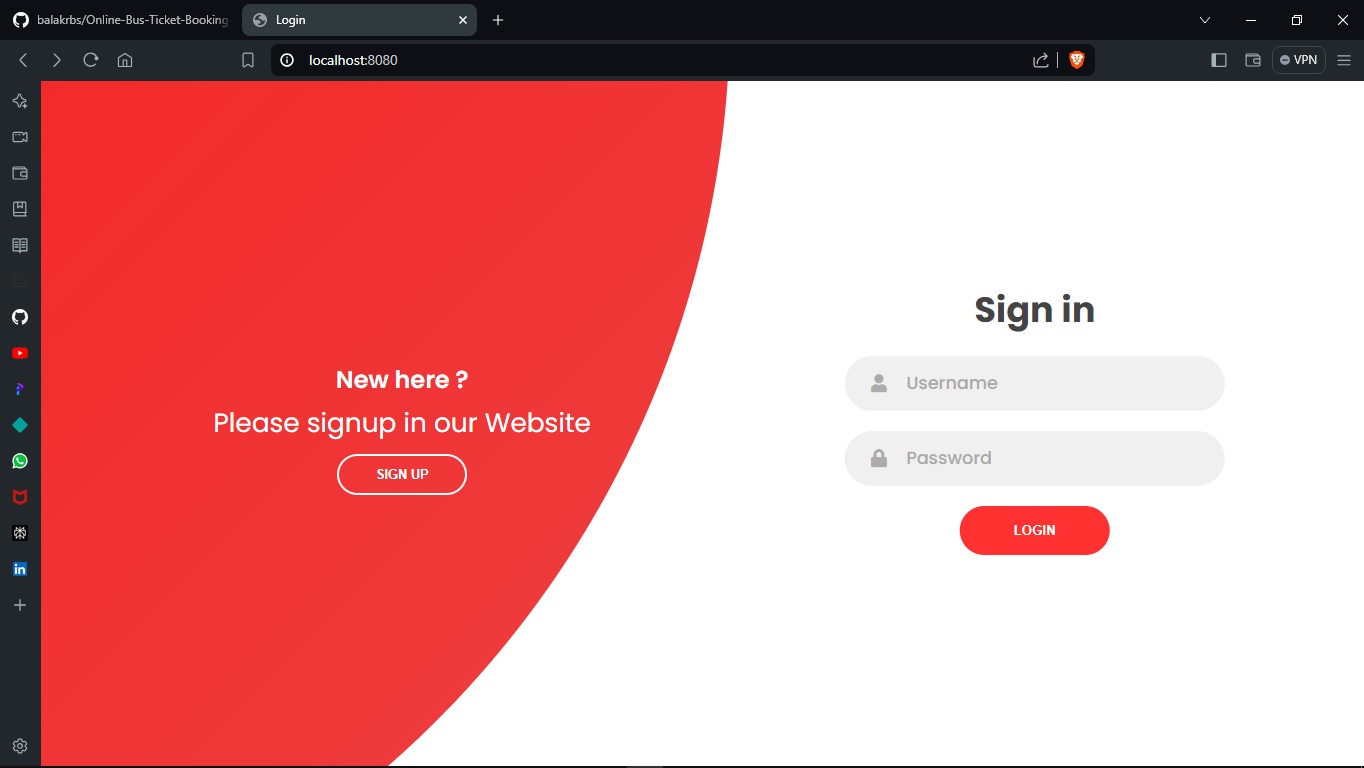 balakrbs/Online-Bus-Ticket-Booking-
Login
localhost:8080
VPN
New here ?
Please signup in our Website
SIGN UP
Sign in
Username
Password
LOGIN
in